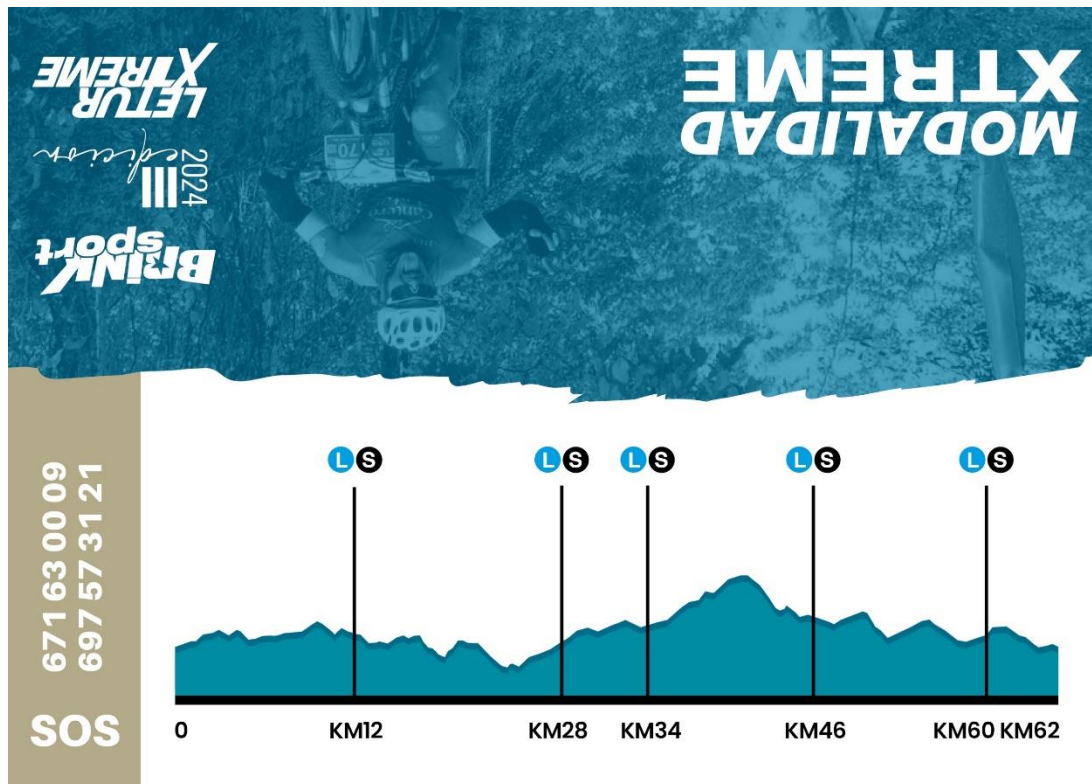 MODALIDAD
XTREME
LETUR
XTREME
2024
III
edicion
BRiNK
sport
L S
L S
L S
L S
L S
671 63 00 09
697 57 31 21
SOS
0
KM12
KM28
KM34
KM46
KM60
KM62